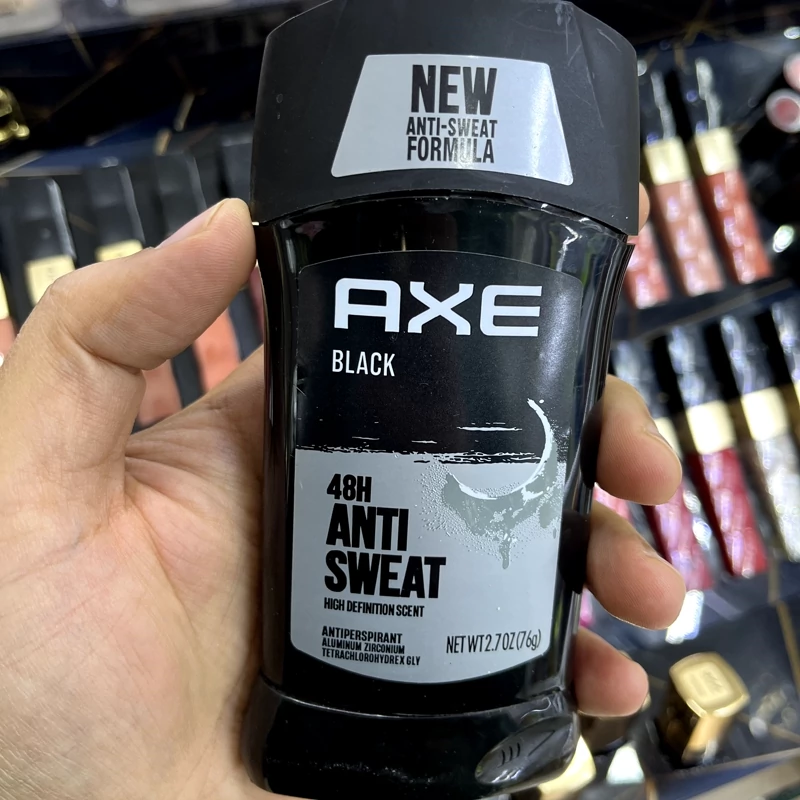 NEW
ANTI-SWEAT
FORMULA
AXE
BLACK
48H
ANTI
SWEAT
HIGH DEFINITION SCENT
ANTIPERSPIRANT
ALUMINUM ZIRCONIUM
TETRACHLOROHYDREX GLY
NET WT 2.7 OZ (76g)